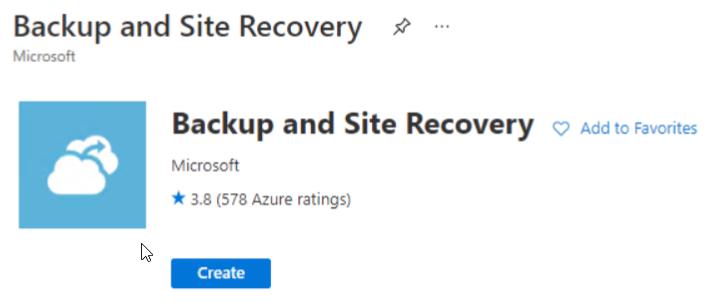 Backup and Site Recovery
Microsoft
Backup and Site Recovery
Add to Favorites
Microsoft
3.8 (578 Azure ratings)
Create